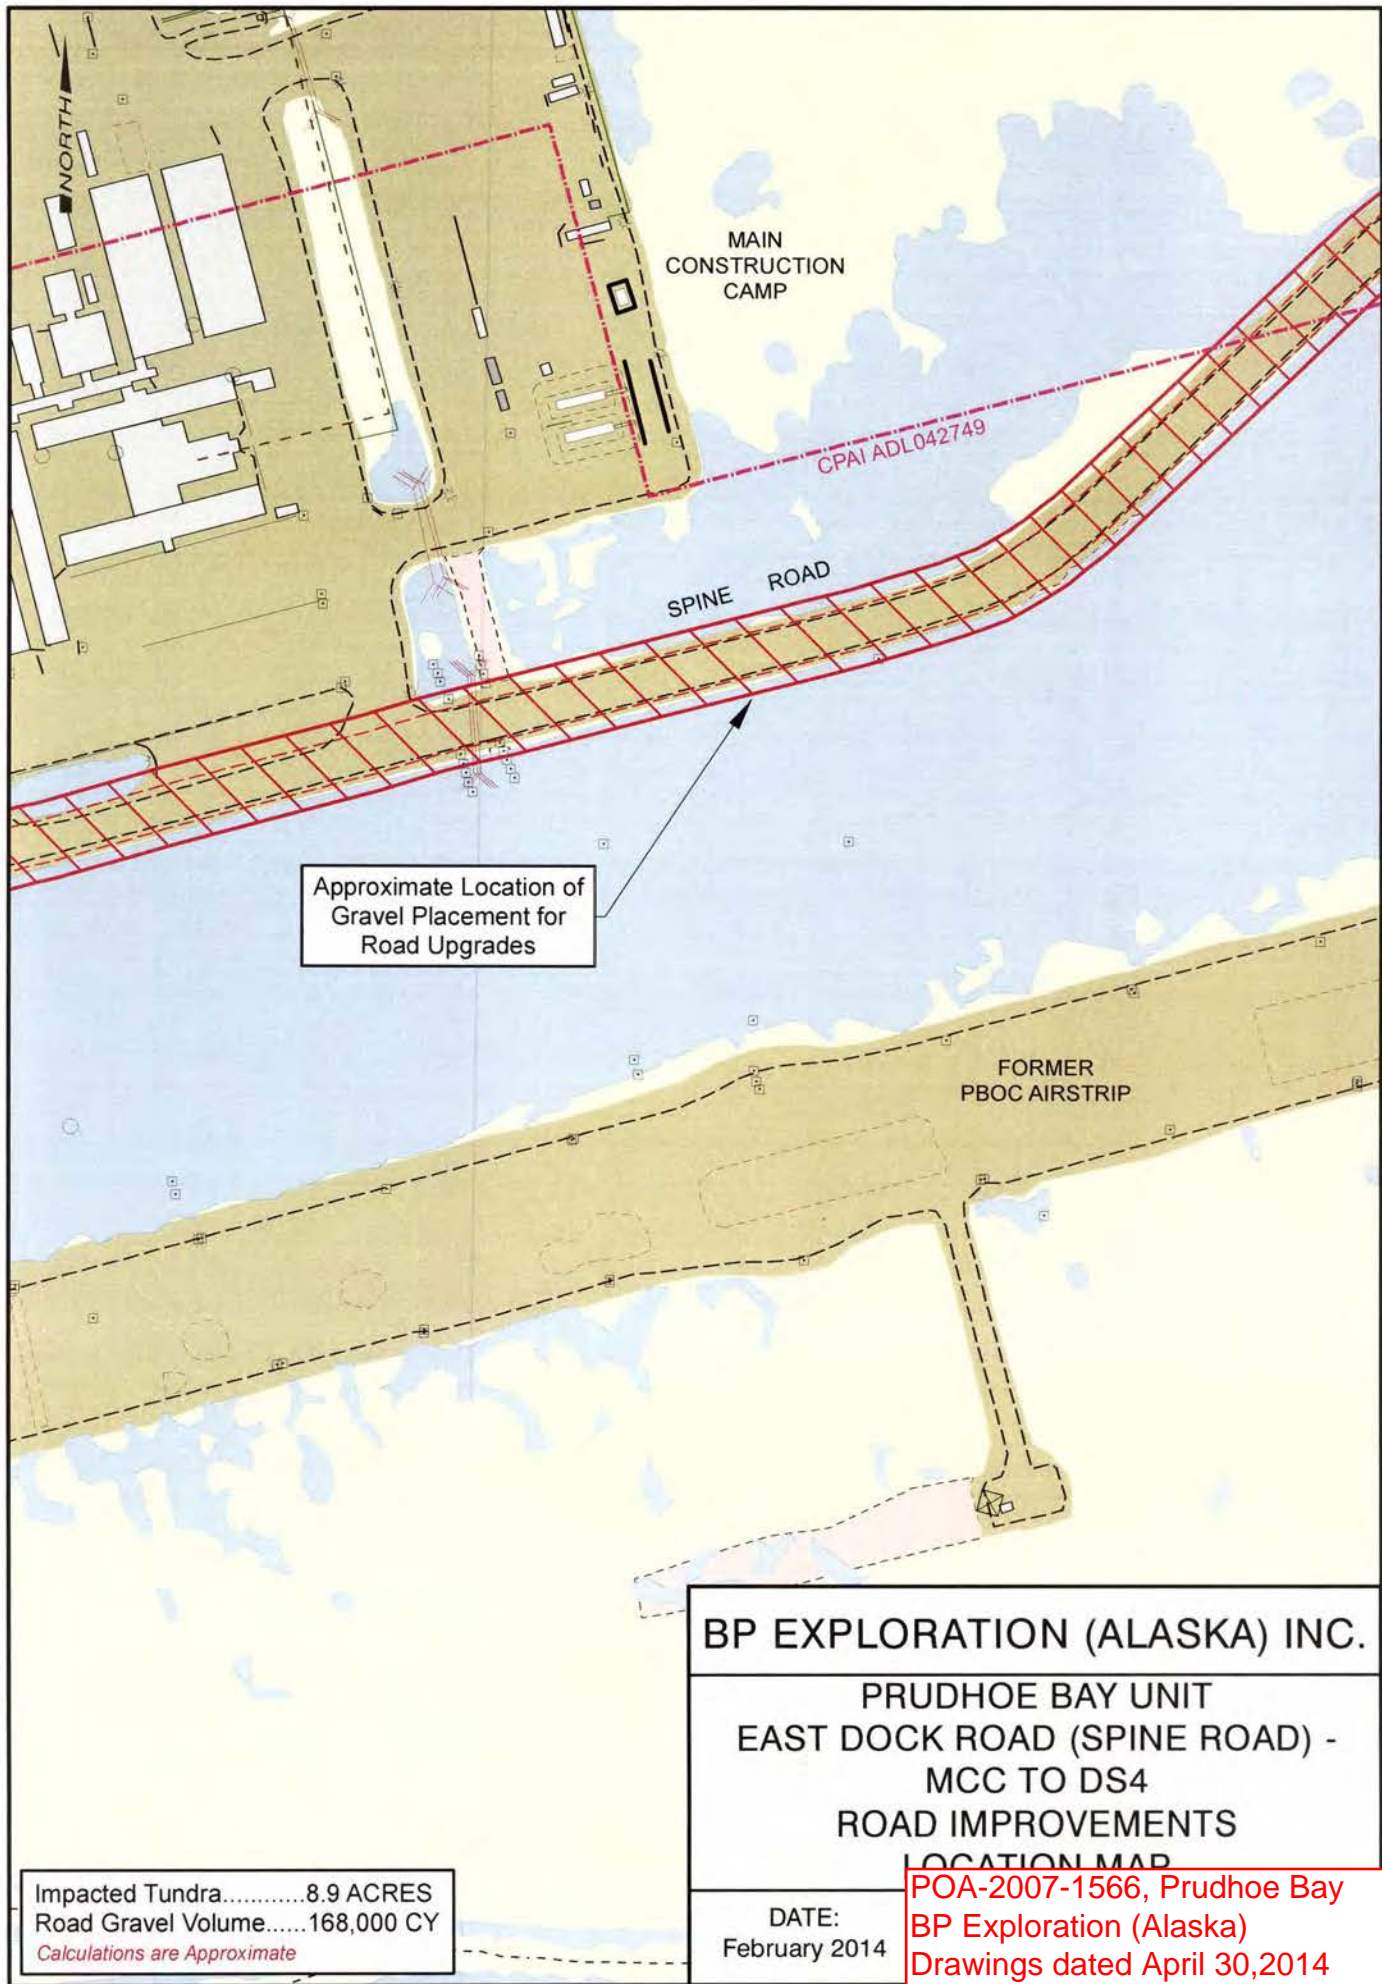 NORTH
MAIN
CONSTRUCTION
CAMP
CPAI ADL042749
SPINE ROAD
Approximate Location of
Gravel Placement for
Road Upgrades
FORMER
PBOC AIRSTRIP
BP EXPLORATION (ALASKA) INC.
PRUDHOE BAY UNIT
EAST DOCK ROAD (SPINE ROAD) -
MCC TO DS4
ROAD IMPROVEMENTS
LOCATION MAP
Impacted Tundra............8.9 ACRES
Road Gravel Volume......168,000 CY
Calculations are Approximate
DATE:
February 2014
POA-2007-1566, Prudhoe Bay
BP Exploration (Alaska)
Drawings dated April 30,2014